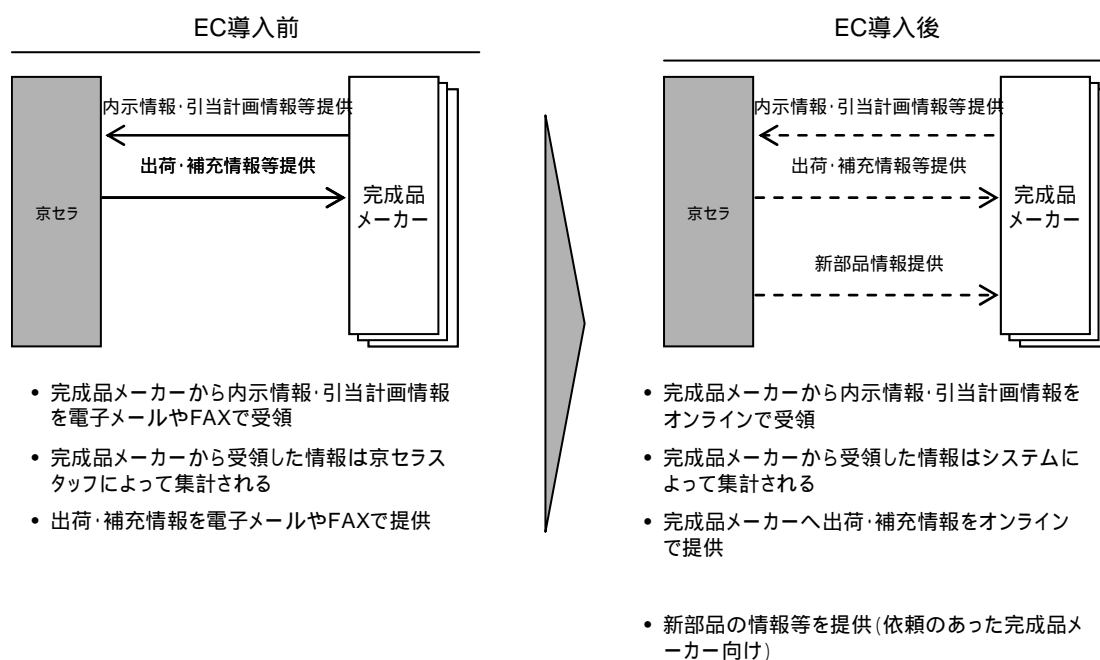 EC導入前
内示情報･引当計画情報等提供
出荷･補充情報等提供
京セラ
完成品
メーカー
• 完成品メーカーから内示情報･引当計画情報
を電子メールやFAXで受領
• 完成品メーカーから受領した情報は京セラス
タッフによって集計される
• 出荷･補充情報を電子メールやFAXで提供
EC導入後
内示情報･引当計画情報等提供
出荷･補充情報等提供
京セラ
完成品
メーカー
新部品情報提供
• 完成品メーカーから内示情報･引当計画情報を
オンラインで受領
• 完成品メーカーから受領した情報はシステムに
よって集計される
• 完成品メーカーへ出荷･補充情報をオンライン
で提供
• 新部品の情報等を提供(依頼のあった完成品メ
ーカー向け)